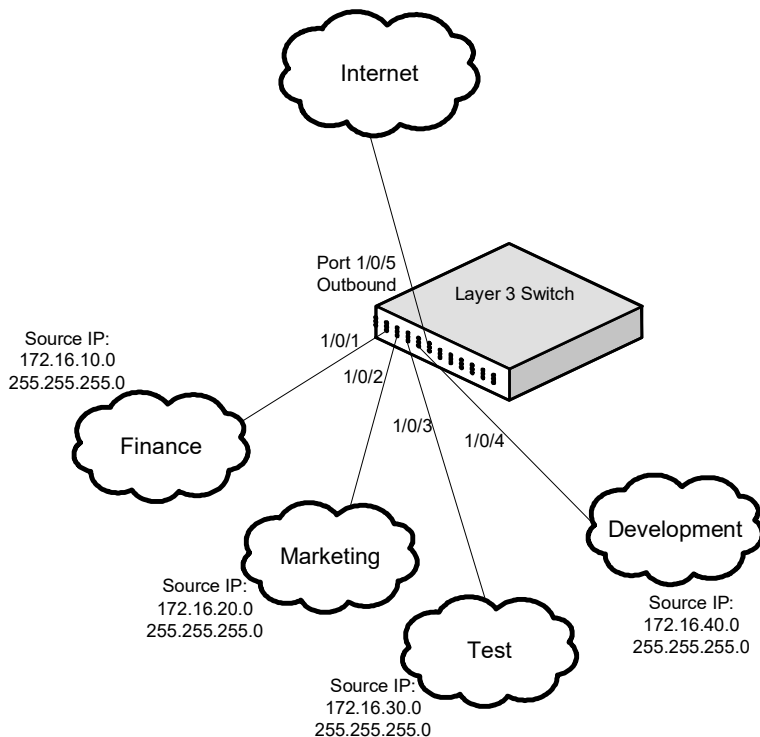 Internet
Port 1/0/5
Outbound
Layer 3 Switch
Source IP:
172.16.10.0
255.255.255.0
1/0/1
1/0/2
1/0/3
1/0/4
Finance
Marketing
Development
Source IP:
172.16.20.0
255.255.255.0
Source IP:
172.16.40.0
255.255.255.0
Test
Source IP:
172.16.30.0
255.255.255.0